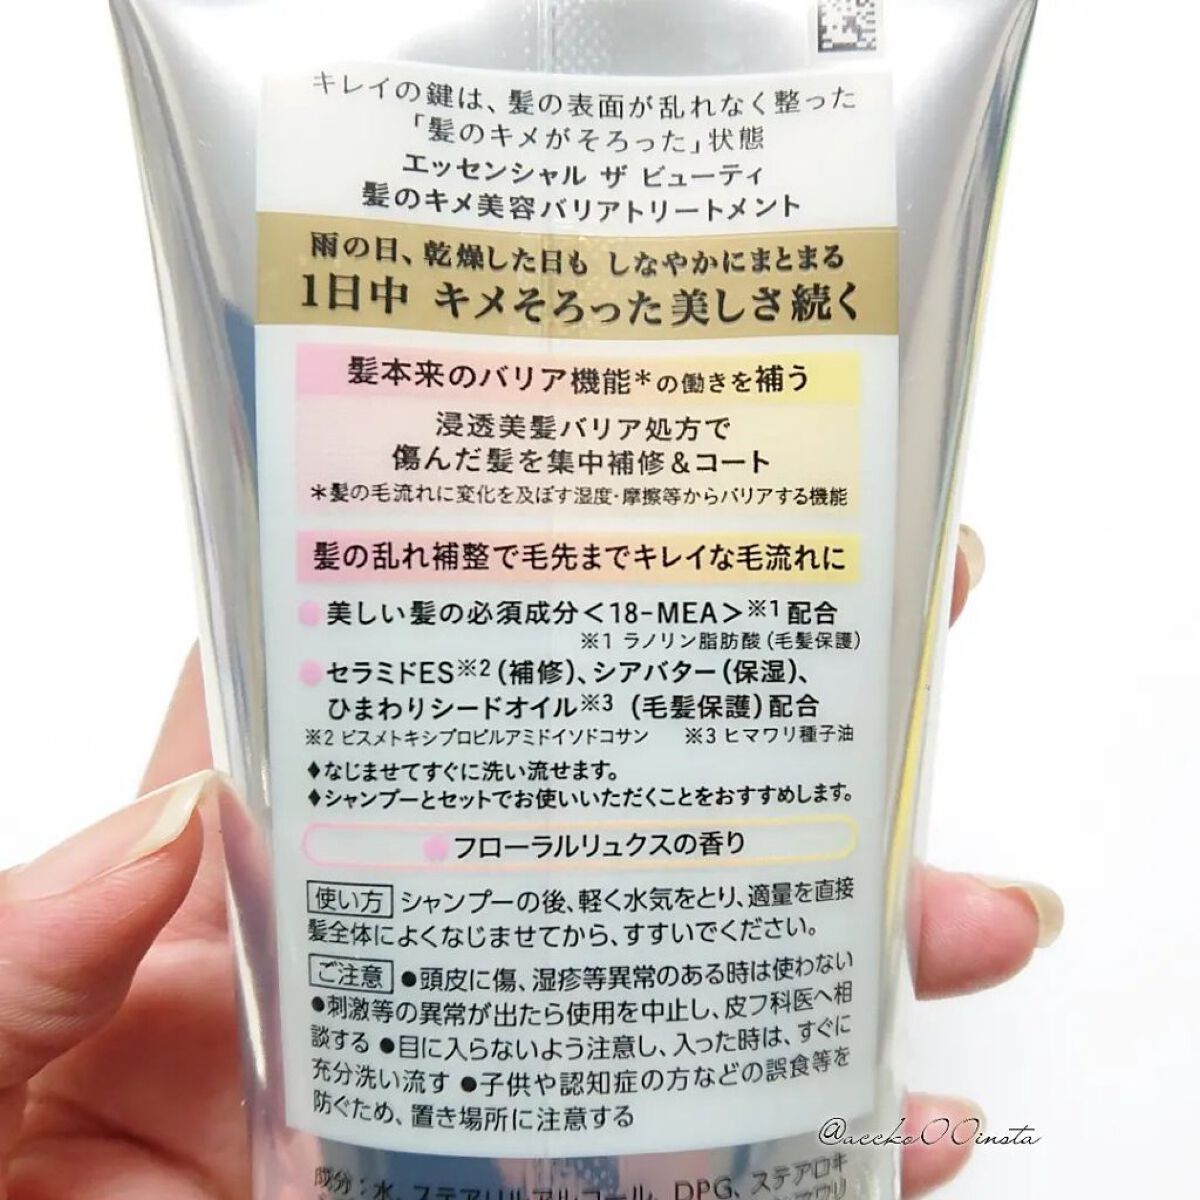 キレイの鍵は、髪の表面が乱れなく整った
「髪のキメがそろった」状態
エッセンシャル ザ ビューティ
髪のキメ美容バリアトリートメント
雨の日、乾燥した日も しなやかにまとまる
1日中 キメそろった美しさ続く
髪本来のバリア機能*の働きを補う
浸透美髪バリア処方で
傷んだ髪を集中補修&コート
*髪の毛流れに変化を及ぼす湿度・摩擦等からバリアする機能
髪の乱れ補整で毛先までキレイな毛流れに
美しい髪の必須成分<18-MEA>※1配合
※1 ラノリン脂肪酸(毛髪保護)
セラミドES※2(補修)、シアバター(保湿)、
ひまわりシードオイル※3 (毛髪保護)配合
※2 ビスメトキシプロピルアミドイソドコサン ※3 ヒマワリ種子油
♦なじませてすぐに洗い流せます。
♦シャンプーとセットでお使いいただくことをおすすめします。
フローラルリュクスの香り
使い方 シャンプーの後、軽く水気をとり、適量を直接
髪全体によくなじませてから、すすいでください。
ご注意 ●頭皮に傷、湿疹等異常のある時は使わない
●刺激等の異常が出たら使用を中止し、皮フ科医へ相
談する ●目に入らないよう注意し、入った時は、すぐに
充分洗い流す ●子供や認知症の方などの誤食等を
防ぐため、置き場所に注意する
@accko00insta
成分:水、ステアリルアルコール、DPG、ステアロキ